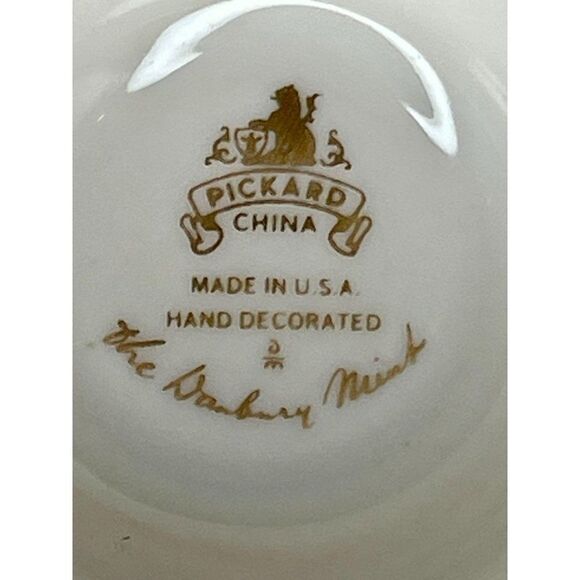 PICKARD
CHINA
MADE IN U.S.A.
HAND DECORATED
The Danbury Mint